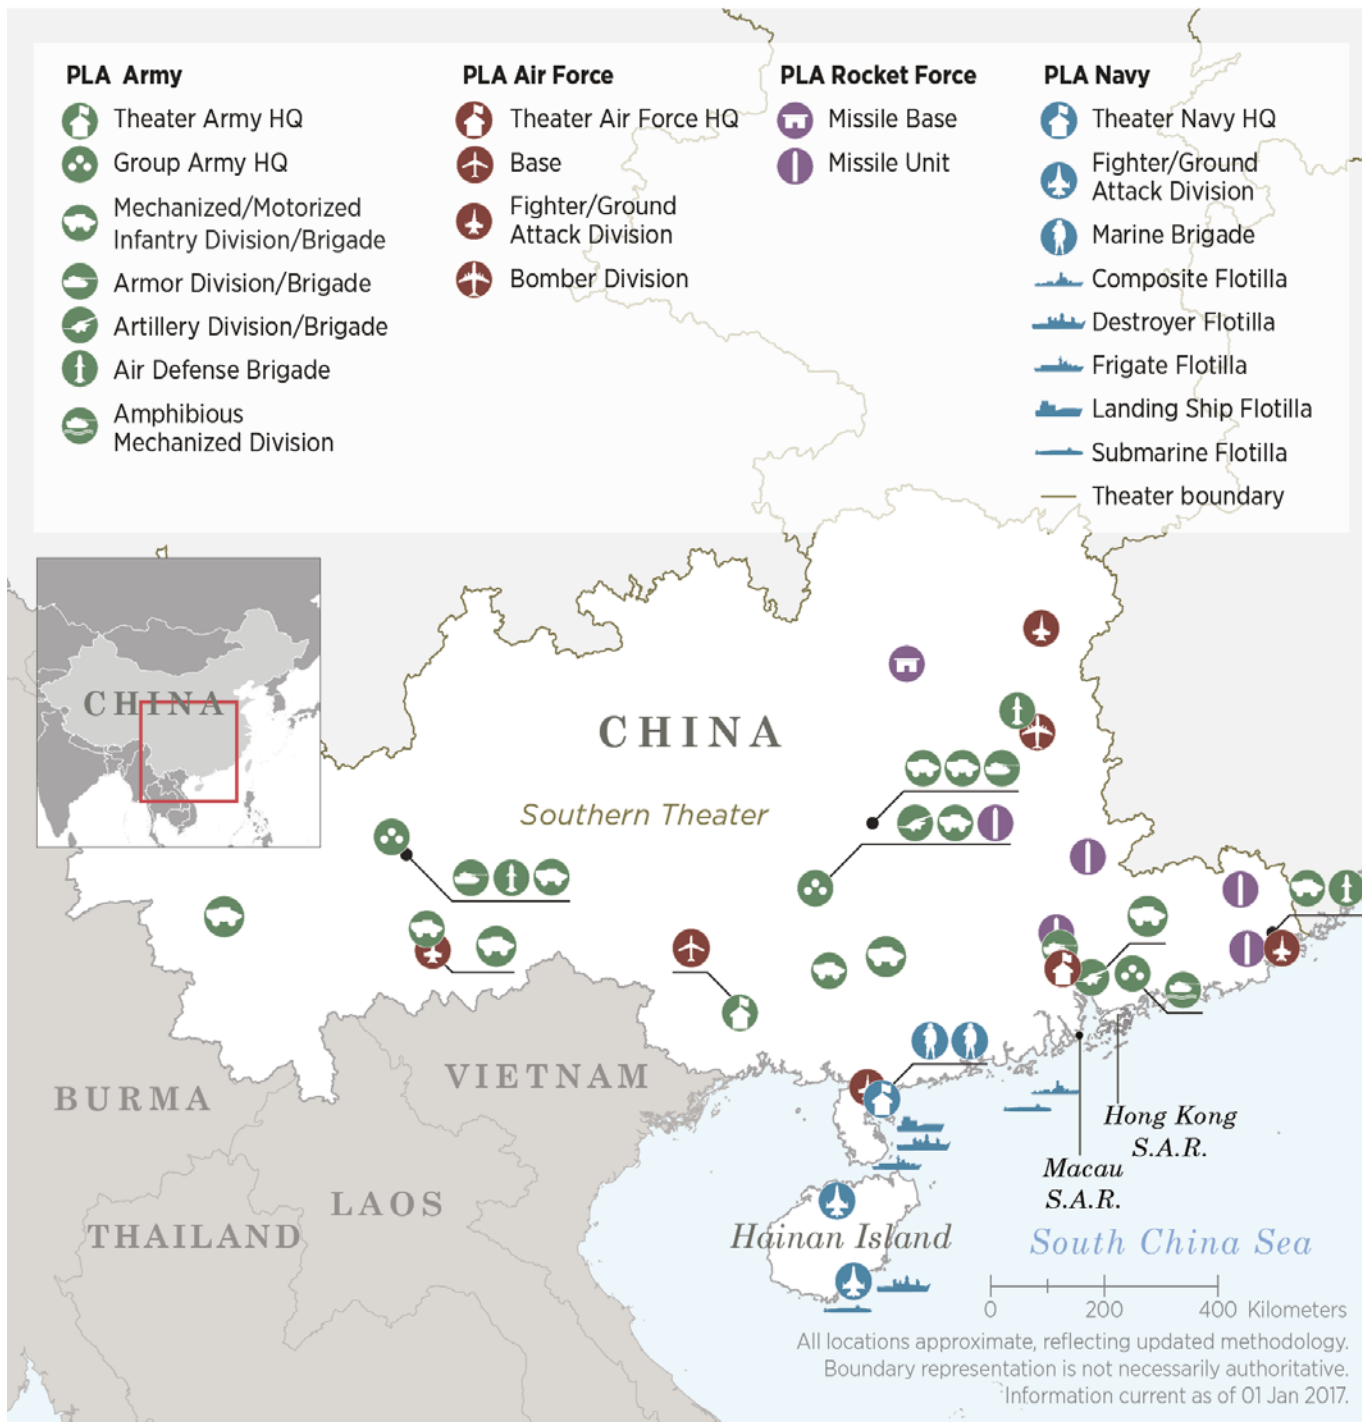 PLA Army
Theater Army HQ
Group Army HQ
Mechanized/Motorized
Infantry Division/Brigade
Armor Division/Brigade
Artillery Division/Brigade
Air Defense Brigade
Amphibious
Mechanized Division
PLA Air Force
Theater Air Force HQ
Base
Fighter/Ground
Attack Division
Bomber Division
PLA Rocket Force
Missile Base
Missile Unit
PLA Navy
Theater Navy HQ
Fighter/Ground
Attack Division
Marine Brigade
Composite Flotilla
Destroyer Flotilla
Frigate Flotilla
Landing Ship Flotilla
Submarine Flotilla
Theater boundary
CHINA
CHINA
Southern Theater
BURMA
VIETNAM
LAOS
THAILAND
Hong Kong
S.A.R.
Macau
S.A.R.
Hainan Island
South China Sea
0 200 400 Kilometers
All locations approximate, reflecting updated methodology.
Boundary representation is not necessarily authoritative.
Information current as of 01 Jan 2017.